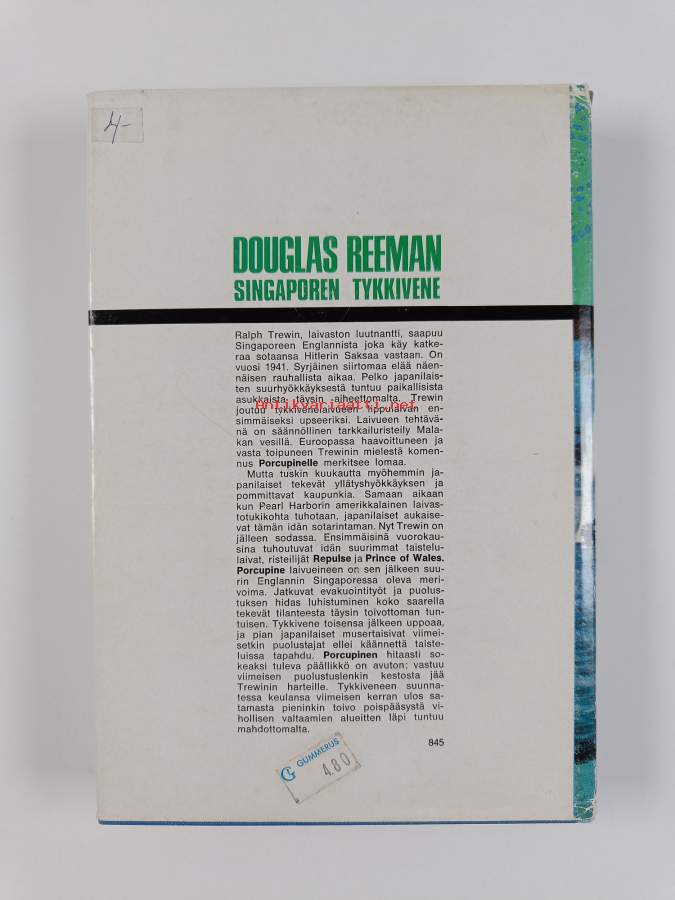 4-
DOUGLAS REEMAN
SINGAPOREN TYKKIVENE
Ralph Trewin, laivaston luutnantti, saapuu
Singaporeen Englannista joka käy katke-
raa sotaansa Hitlerin Saksaa vastaan. On
vuosi 1941. Syrjäinen siirtomaa elää näen-
näisen rauhallista aikaa. Pelko japanilais-
ten suurhyökkäyksestä tuntuu paikallisista
asukkaista täysin aiheettomalta. Trewin
Antikvariaatti.net
joutuu tykkivenelaivueen lippulaivan en-
simmäiseksi upseeriksi. Laivueen tehtävä-
nä on säännöllinen tarkkailuristeily Mala-
kan vesillä. Euroopassa haavoittuneen ja
vasta toipuneen Trewinin mielestä komen-
nus Porcupinelle merkitsee lomaa.
Mutta tuskin kuukautta myöhemmin ja-
panilaiset tekevät yllätyshyökkäyksen ja
pommittavat kaupunkia. Samaan aikaan
kun Pearl Harborin amerikkalainen laivas-
totukikohta tuhotaan, japanilaiset aukaise-
vat tämän idän sotarintaman. Nyt Trewin on
jälleen sodassa. Ensimmäisinä vuorokau-
sina tuhoutuvat idän suurimmat taistelu-
laivat, risteilijät Repulse ja Prince of Wales.
Porcupine laivueineen on sen jälkeen suu-
rin Englannin Singaporessa oleva meri-
voima. Jatkuvat evakuointityöt ja puolus-
tuksen hidas luhistuminen koko saarella
tekevät tilanteesta täysin toivottoman tun-
tuisen. Tykkivene toisensa jälkeen uppoaa,
ja pian japanilaiset musertaisivat viimei-
setkin puolustajat ellei käännettä taiste-
luissa tapahdu. Porcupinen hitaasti so-
keaksi tuleva päällikkö on avuton; vastuu
viimeisen puolustuslenkin kestosta jää
Trewinin harteille. Tykkiveneen suunna-
tessa keulansa viimeisen kerran ulos sa-
tamasta pieninkin toivo poispääsystä vi-
hollisen valtaamien alueitten läpi tuntuu
mahdottomalta.
845
G GUMMERUS
4.80